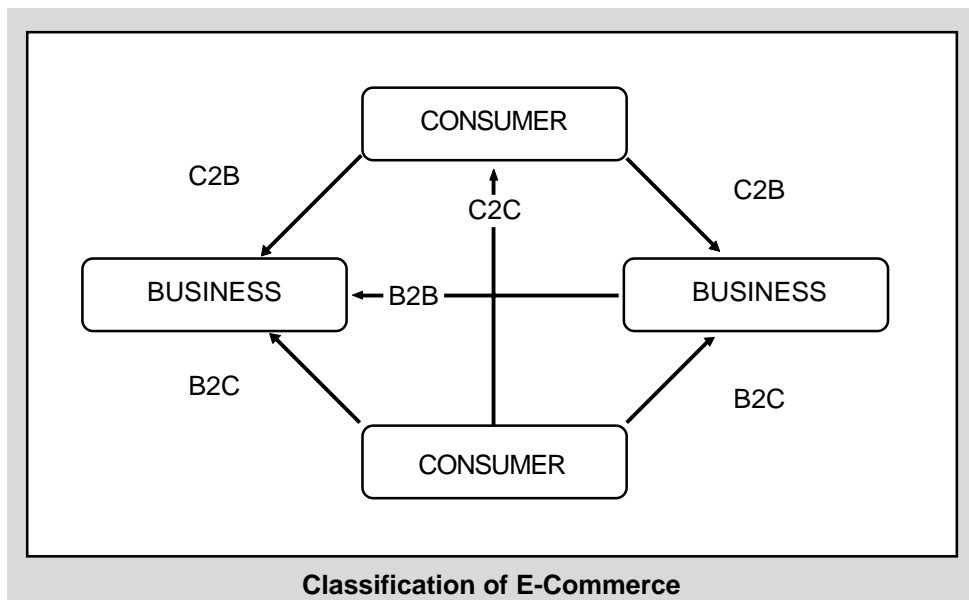 CONSUMER
C2B
C2B
C2C
BUSINESS
B2B
BUSINESS
B2C
B2C
CONSUMER
Classification of E-Commerce